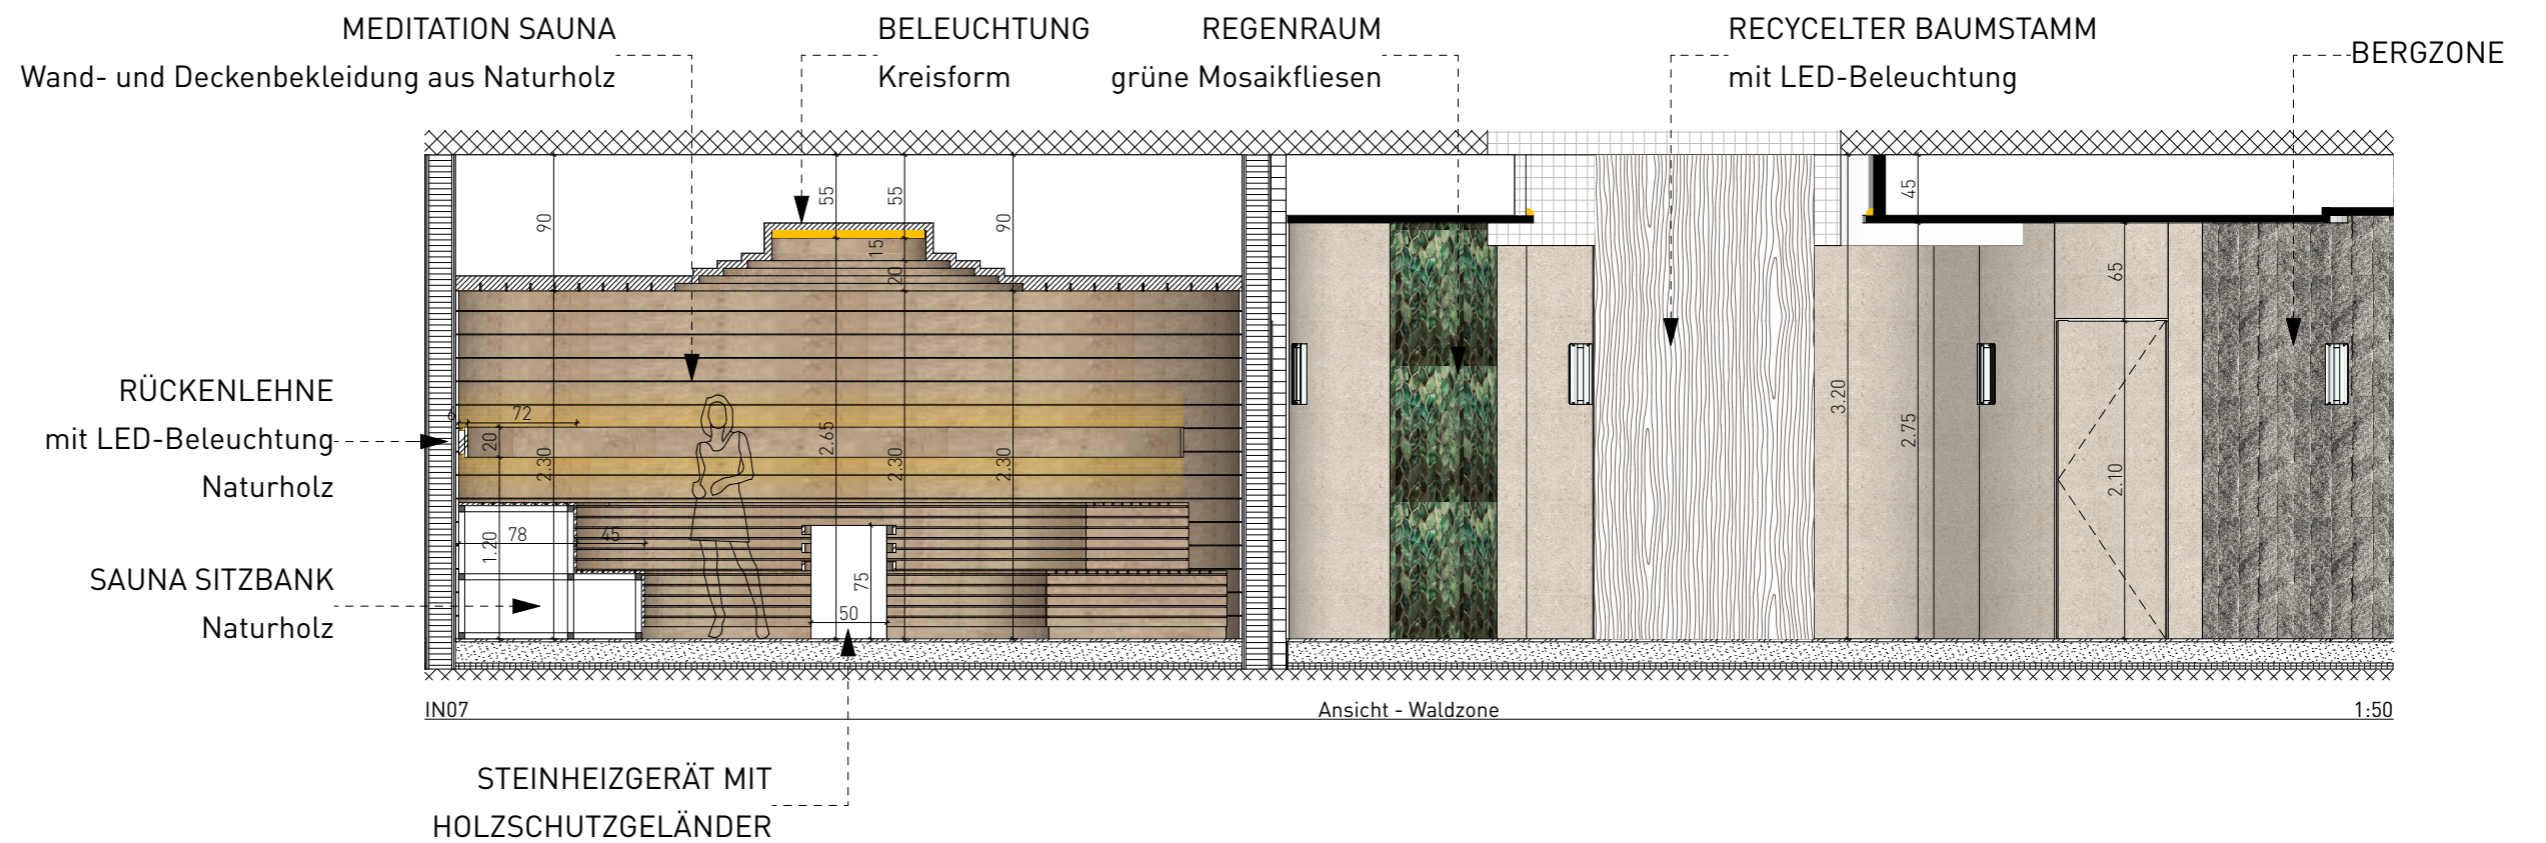 MEDITATION SAUNA
Wand- und Deckenbekleidung aus Naturholz
BELEUCHTUNG
Kreisform
REGENRAUM
grüne Mosaikfliesen
RECYCELTER BAUMSTAMM
mit LED-Beleuchtung
BERGZONE
90
55
55
90
15
20
45
65
RÜCKENLEHNE
mit LED-Beleuchtung
Naturholz
6
72
20
2.30
2.65
2.30
2.30
3.20
2.75
2.10
SAUNA SITZBANK
Naturholz
1.20
78
45
75
50
IN07
Ansicht - Waldzone
1:50
STEINHEIZGERÄT MIT
HOLZSCHUTZGELÄNDER